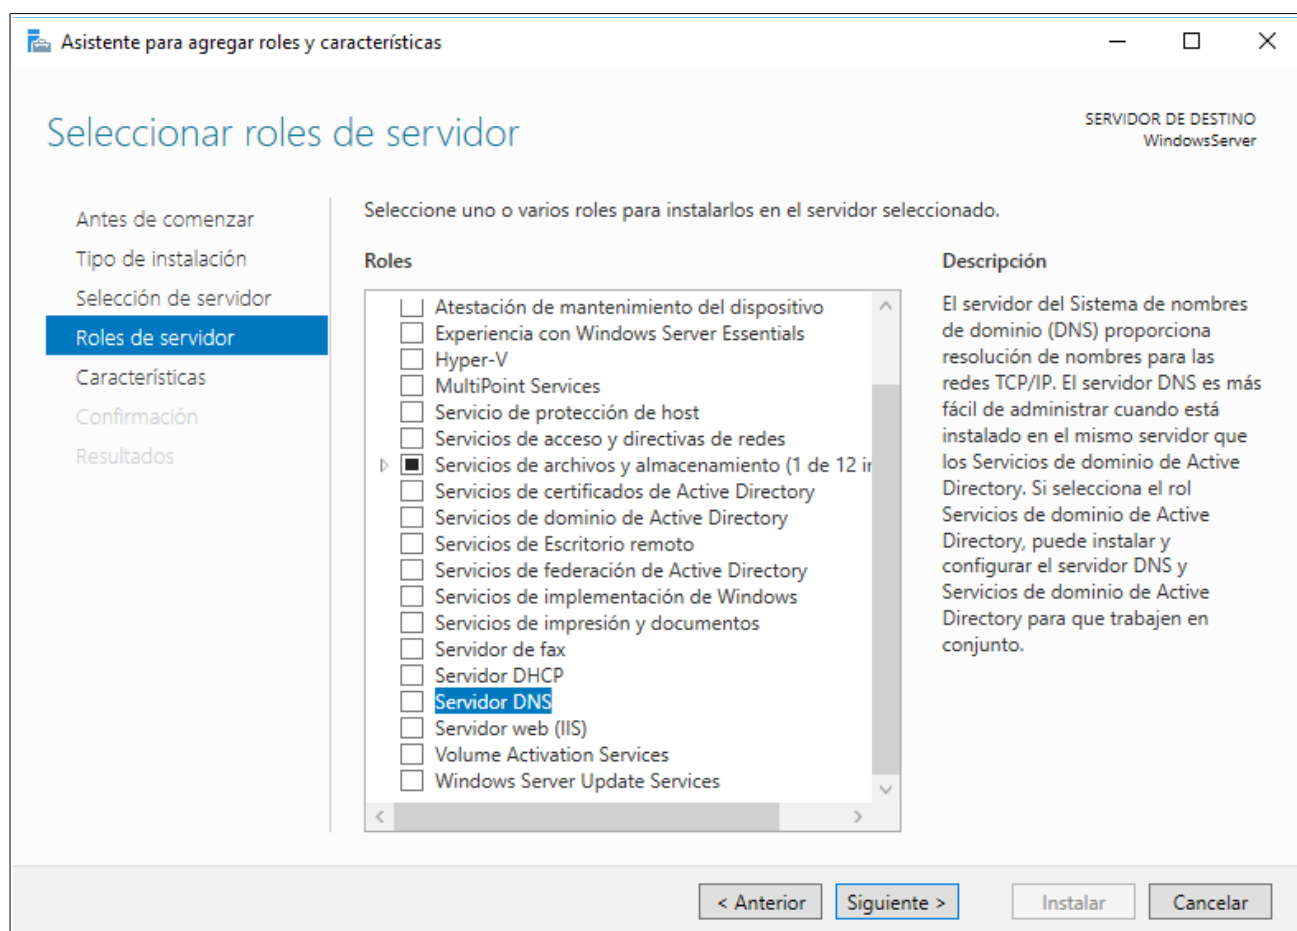 Asistente para agregar roles y características
Seleccionar roles de servidor
SERVIDOR DE DESTINO
WindowsServer
Antes de comenzar
Tipo de instalación
Selección de servidor
Roles de servidor
Características
Confirmación
Resultados
Seleccione uno o varios roles para instalarlos en el servidor seleccionado.
Roles
Atestación de mantenimiento del dispositivo
Experiencia con Windows Server Essentials
Hyper-V
MultiPoint Services
Servicio de protección de host
Servicios de acceso y directivas de redes
Servicios de archivos y almacenamiento (1 de 12 in
Servicios de certificados de Active Directory
Servicios de dominio de Active Directory
Servicios de Escritorio remoto
Servicios de federación de Active Directory
Servicios de implementación de Windows
Servicios de impresión y documentos
Servidor de fax
Servidor DHCP
Servidor DNS
Servidor web (IIS)
Volume Activation Services
Windows Server Update Services
Descripción
El servidor del Sistema de nombres
de dominio (DNS) proporciona
resolución de nombres para las
redes TCP/IP. El servidor DNS es más
fácil de administrar cuando está
instalado en el mismo servidor que
los Servicios de dominio de Active
Directory. Si selecciona el rol
Servicios de dominio de Active
Directory, puede instalar y
configurar el servidor DNS y
Servicios de dominio de Active
Directory para que trabajen en
conjunto.
< Anterior
Siguiente >
Instalar
Cancelar